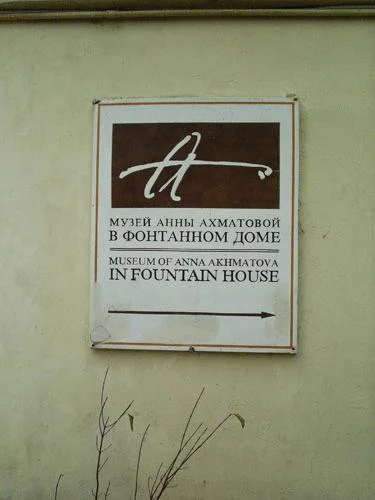 МУЗЕЙ АННЫ АХМАТОВОЙ
В ФОНТАННОМ ДОМЕ
MUSEUM OF ANNA AKHMATOVA
IN FOUNTAIN HOUSE